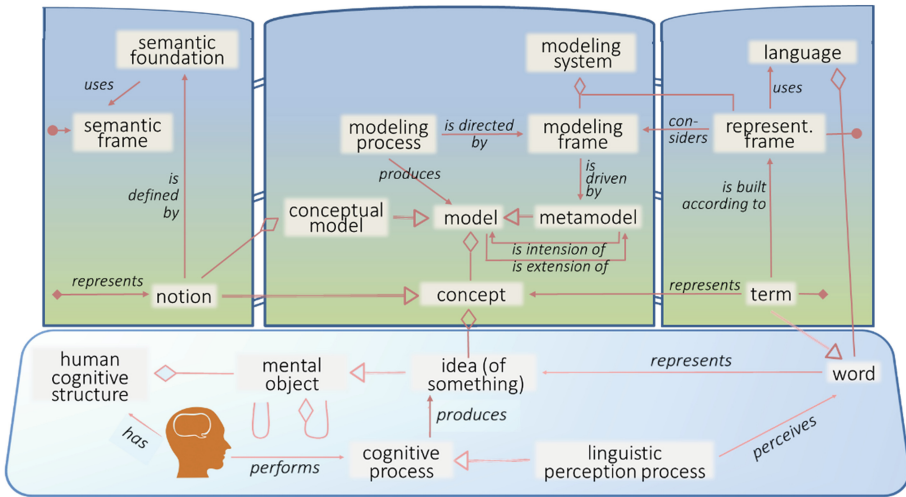 semantic
foundation
uses
semantic
frame
is
defined
by
represents
notion
modeling
system
modeling
process
is directed
by
modeling
frame
produces
is
driven
by
conceptual
model
model
metamodel
is intension of
is extension of
concept
language
uses
con-
siders
represent.
frame
is built
according to
represents
term
human
cognitive
structure
mental
object
idea (of
something)
represents
word
has
performs
produces
cognitive
process
linguistic
perception process
perceives